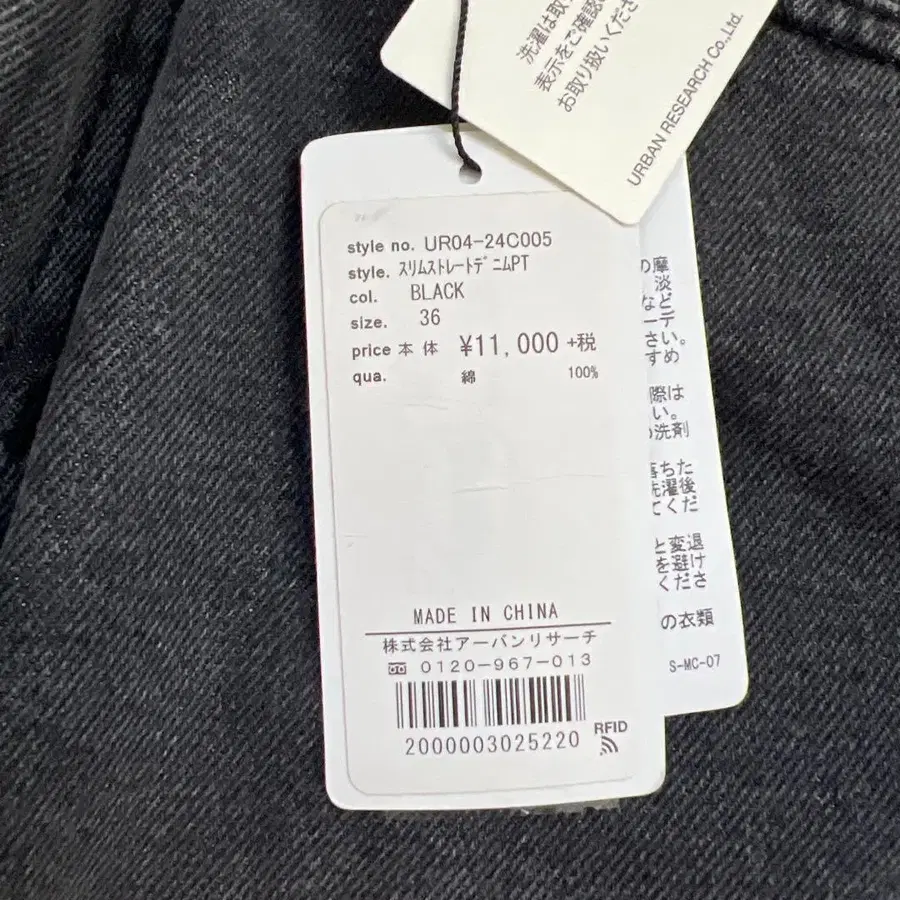 洗濯は取
表示をご確認
お取り扱いくださ
URBAN RESEARCH Co.,Ltd.
style no. UR04-24C005
style. スリムストレートデニムPT
col. BLACK
size. 36
price 本体 ¥11,000 +税
qua. 綿 100%
MADE IN CHINA
株式会社アーバンリサーチ
0120-967-013
2000003025220
RFID
の摩
淡
など
ーデ
さい。
すめ
際は
い。
の洗剤
落ちた
洗濯後
てくだ
と変退
を避け
くださ
の衣類
S-MC-07